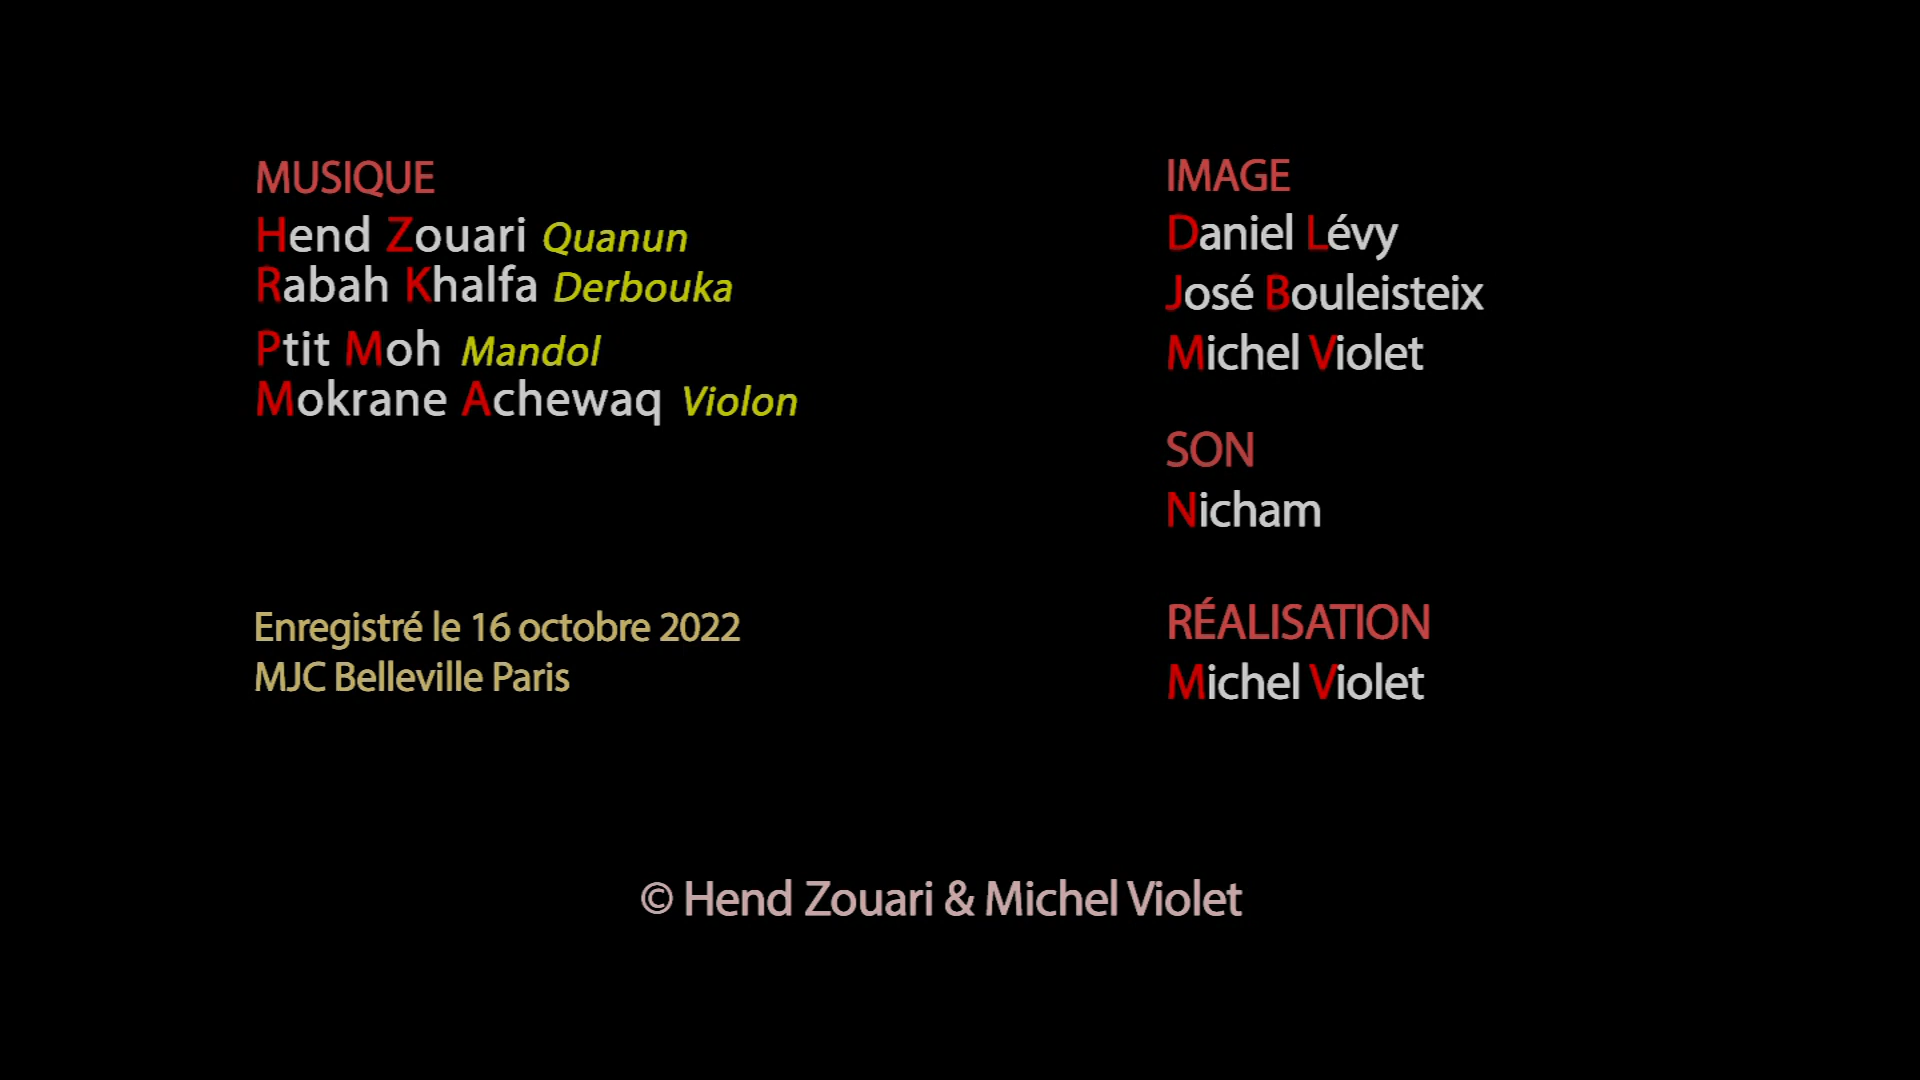 MUSIQUE
Hend Zouari Quanun
Rabah Khalfa Derbouka
Ptit Moh Mandol
Mokrane Achewaq Violon
Enregistré le 16 octobre 2022
MJC Belleville Paris
IMAGE
Daniel Lévy
José Bouleisteix
Michel Violet
SON
Nicham
RÉALISATION
Michel Violet
© Hend Zouari & Michel Violet